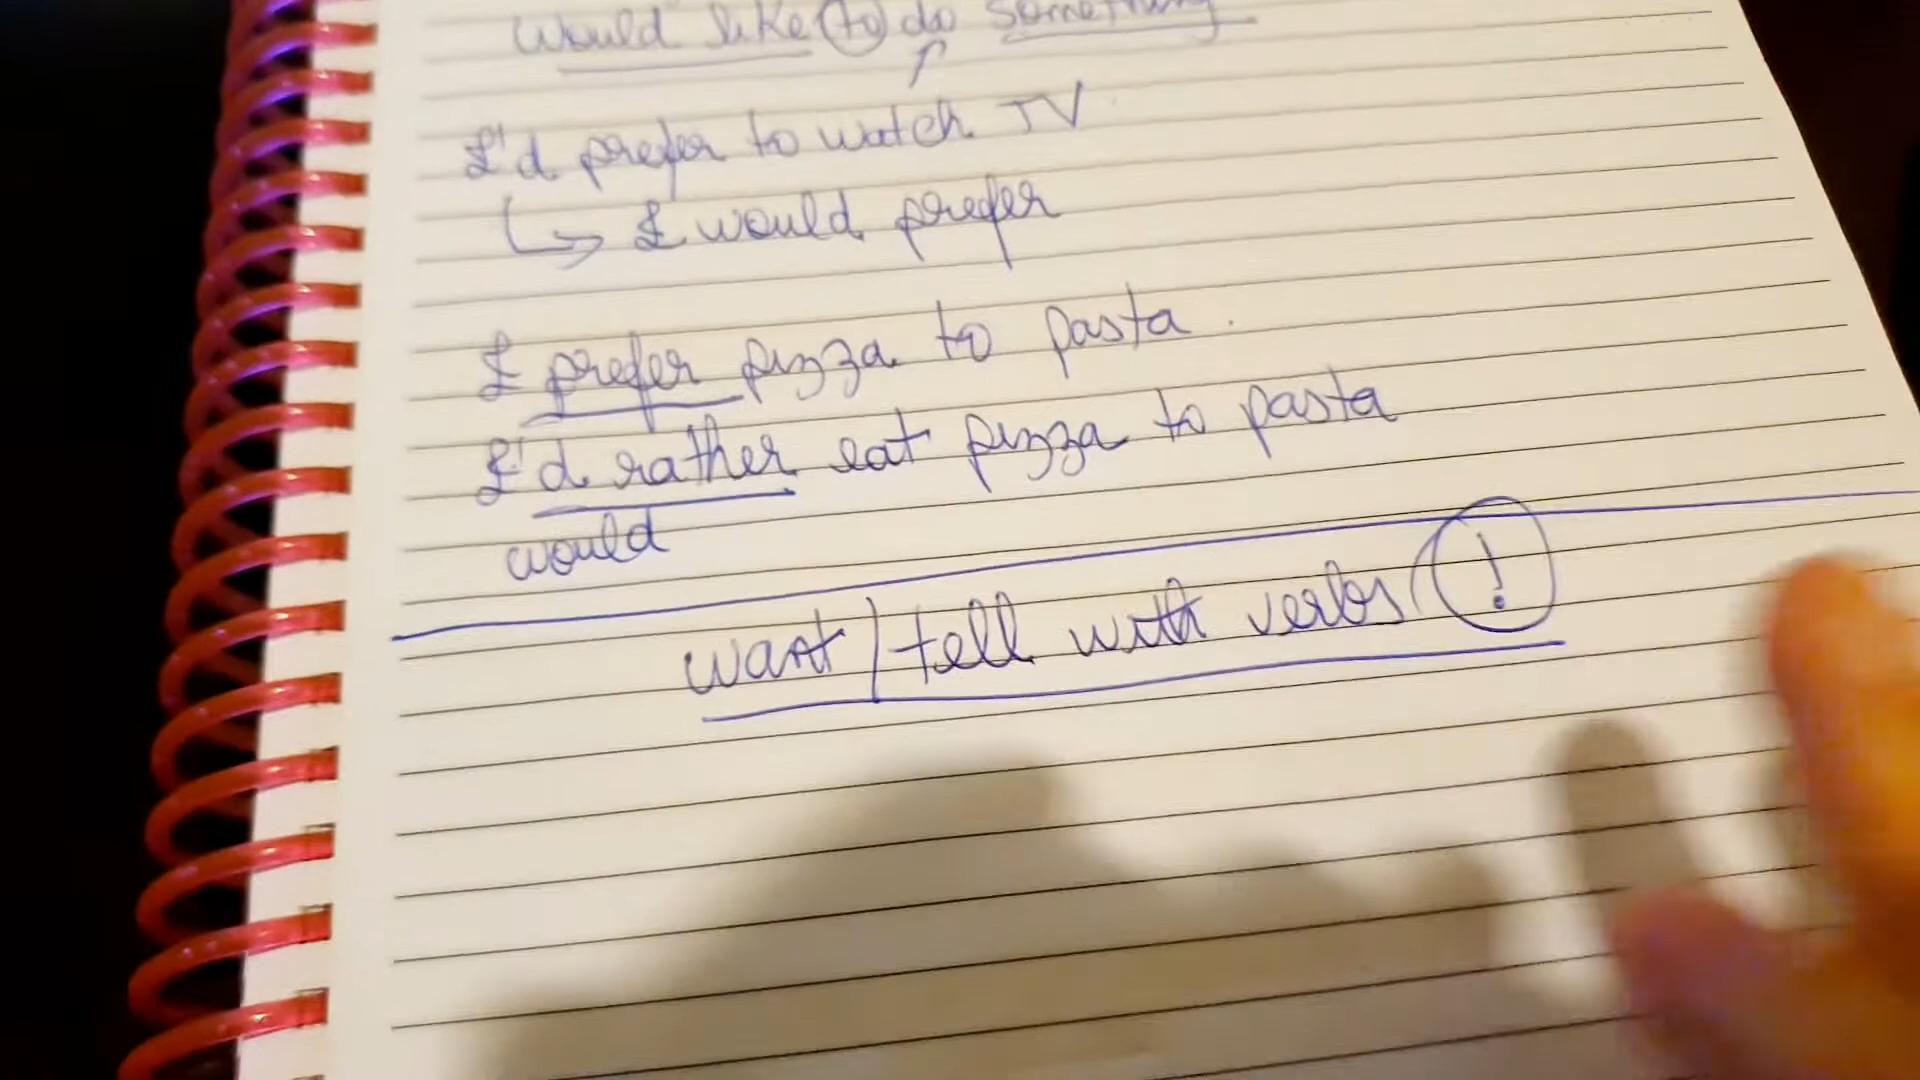 would like to do something
I'd prefer to watch TV
↳ I would prefer
I prefer pizza to pasta.
I'd rather eat pizza to pasta
would
want/tell with verbs !